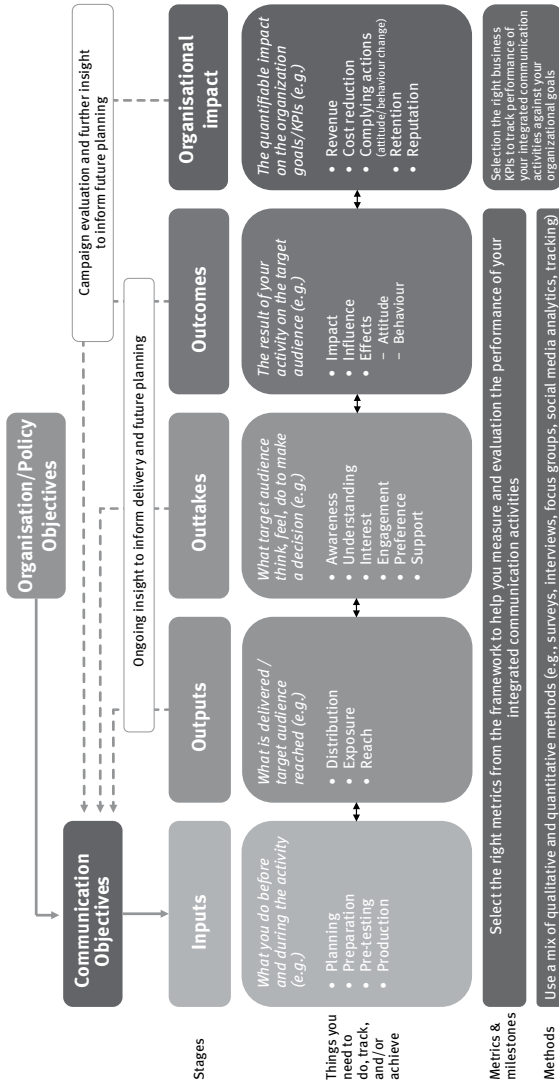 Organisation/Policy
Objectives
Campaign evaluation and further insight
to inform future planning
Communication
Objectives
Ongoing insight to inform delivery and future planning
Stages
Inputs
Outputs
Outtakes
Outcomes
Organisational
impact
Things you
need to
do, track,
and/or
achieve
What you do before
and during the activity
(e.g.)
• Planning
• Preparation
• Pre-testing
• Production
What is delivered /
target audience
reached (e.g.)
• Distribution
• Exposure
• Reach
What target audience
think, feel, do to make
a decision (e.g.)
• Awareness
• Understanding
• Interest
• Engagement
• Preference
• Support
The result of your
activity on the target
audience (e.g.)
• Impact
• Influence
• Effects
– Attitude
– Behaviour
The quantifiable impact
on the organization
goals/KPIs (e.g.)
• Revenue
• Cost reduction
• Complying actions
(attitude/behaviour change)
• Retention
• Reputation
Metrics &
milestones
Select the right metrics from the framework to help you measure and evaluation the performance of your
integrated communication activities
Selection the right business
KPIs to track performance of
your integrated communication
activities against your
organizational goals
Methods
Use a mix of qualitative and quantitative methods (e.g., surveys, interviews, focus groups, social media analytics, tracking)